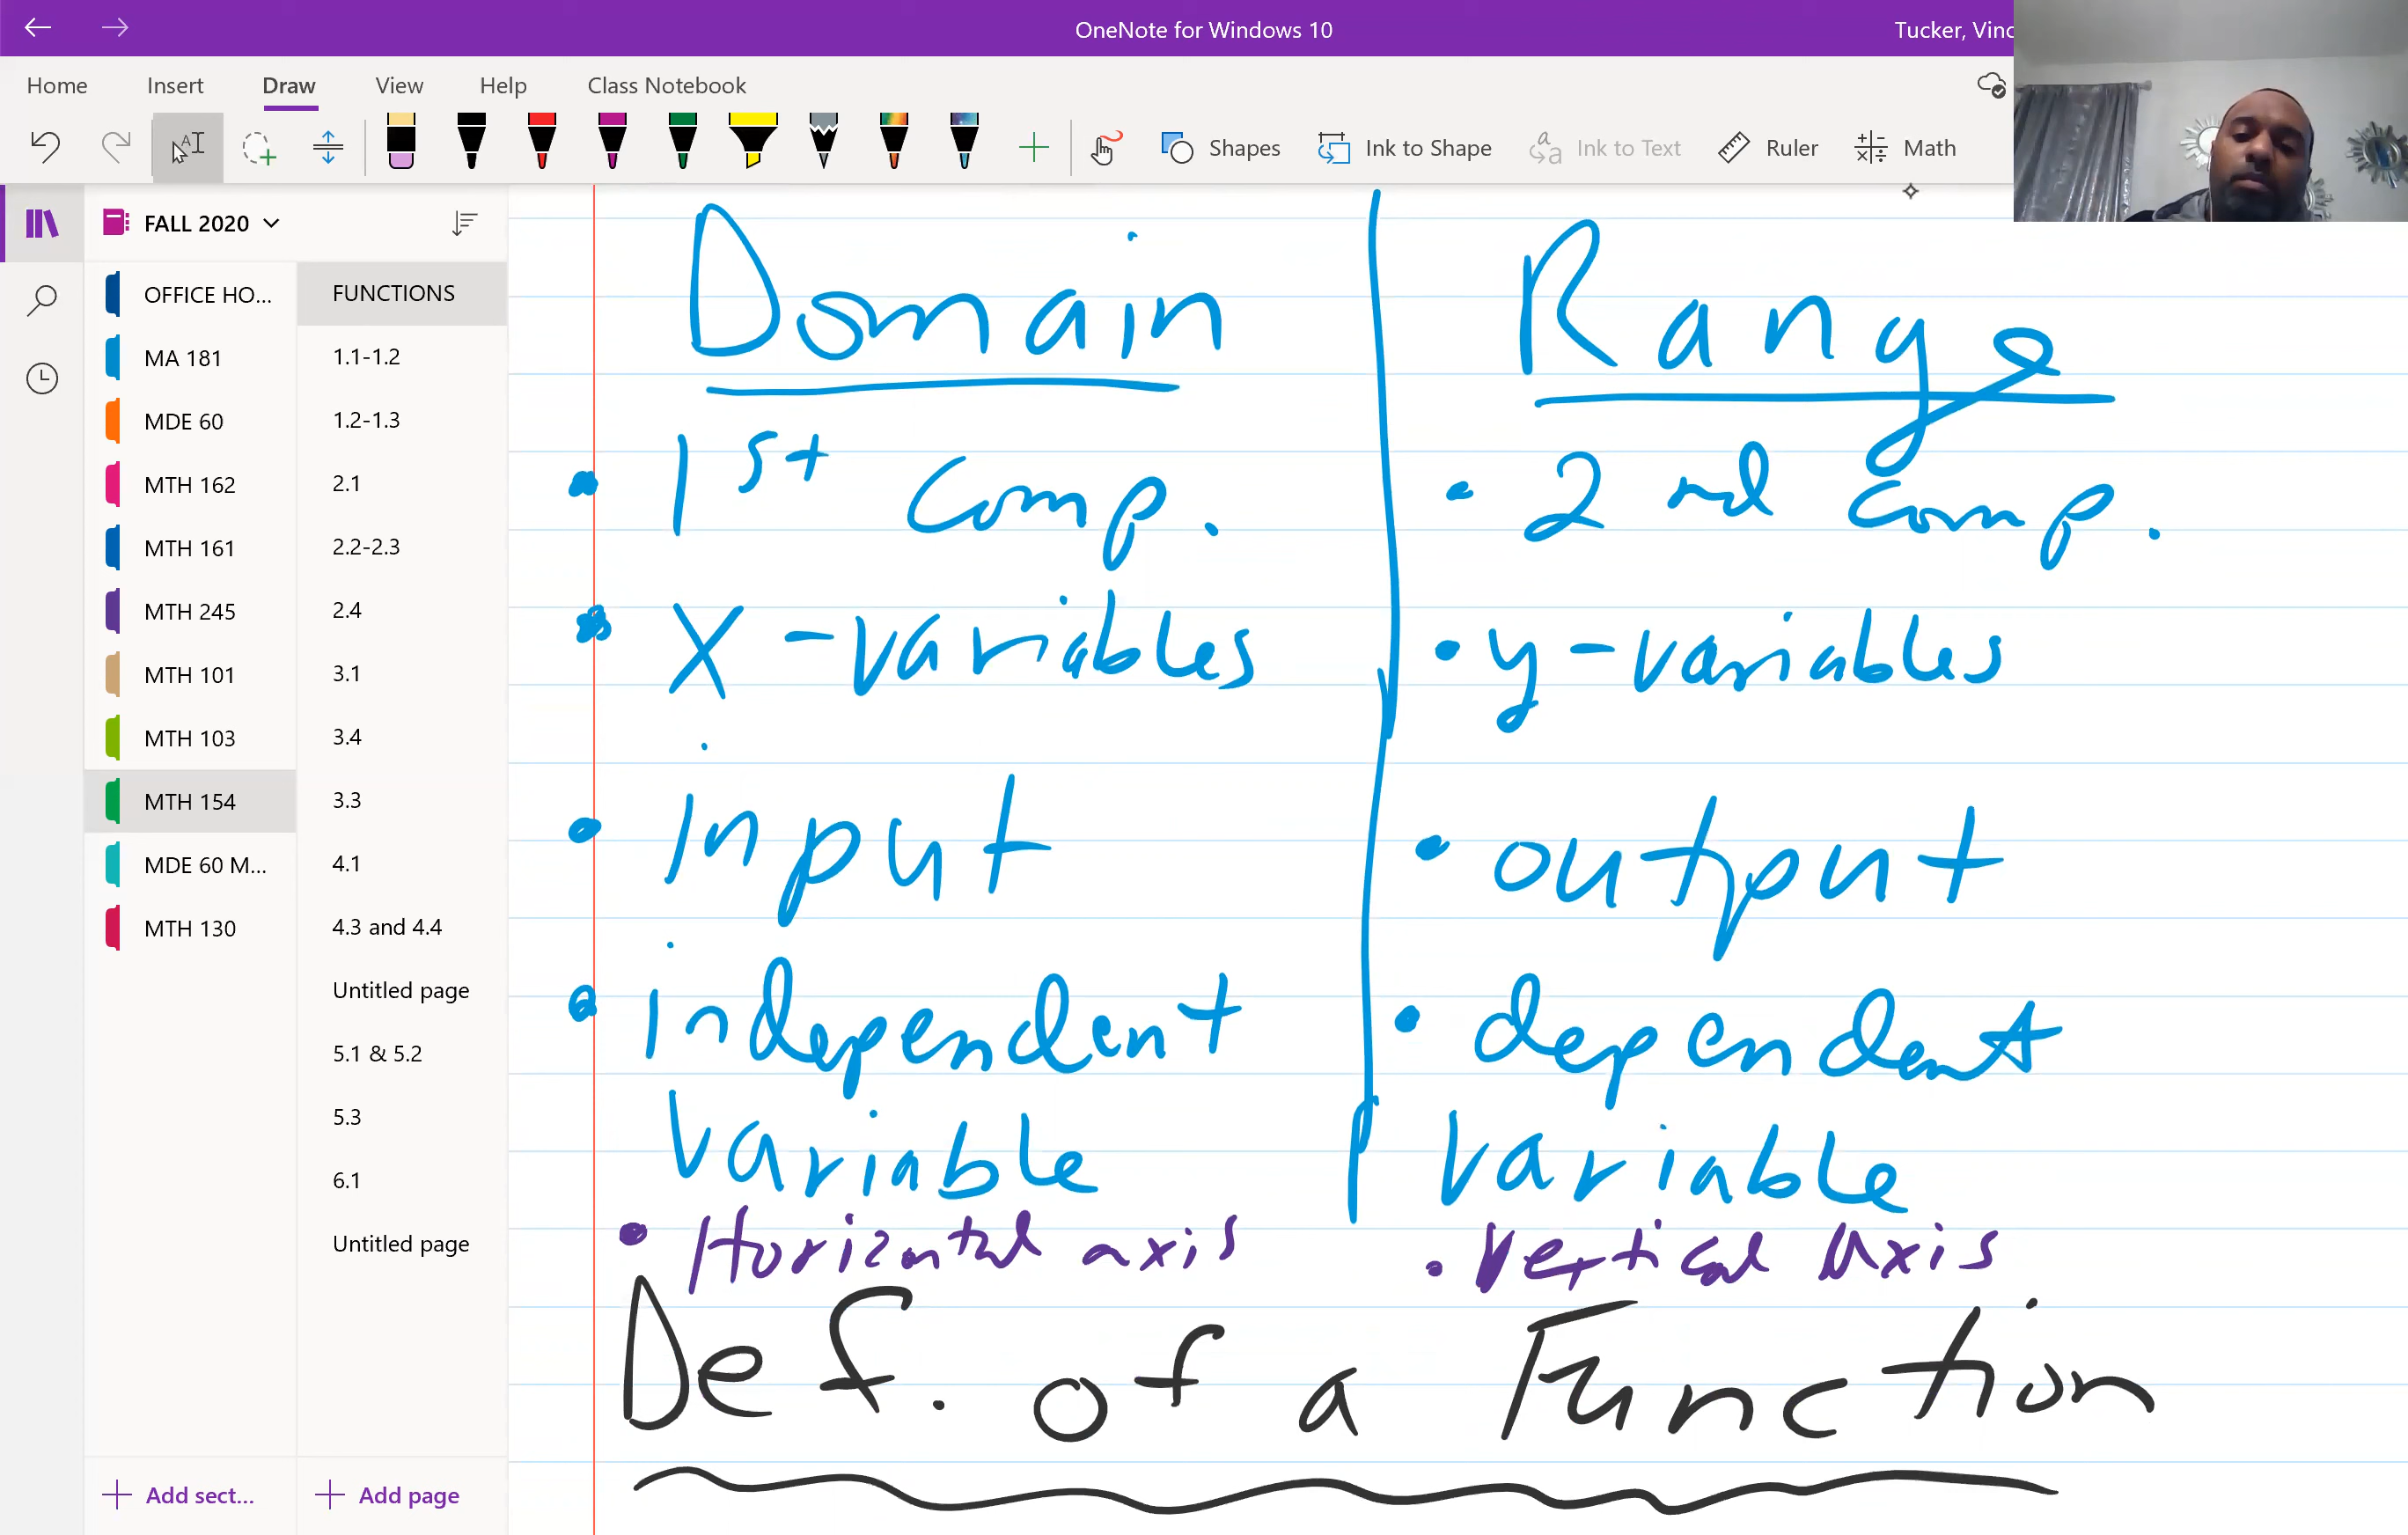 OneNote for Windows 10
Tucker, Vinc
Home Insert Draw View Help Class Notebook
Shapes Ink to Shape Ink to Text Ruler Math
FALL 2020
OFFICE HO...
MA 181
MDE 60
MTH 162
MTH 161
MTH 245
MTH 101
MTH 103
MTH 154
MDE 60 M...
MTH 130
Add sect...
FUNCTIONS
1.1-1.2
1.2-1.3
2.1
2.2-2.3
2.4
3.1
3.4
3.3
4.1
4.3 and 4.4
Untitled page
5.1 & 5.2
5.3
6.1
Untitled page
Add page
Domain
• 1st Comp.
• X-variables
• input
• independent
variable
• Horizontal axis
Range
• 2nd Comp.
• y-variables
• output
• dependent
variable
• Vertical axis
Def. of a Function